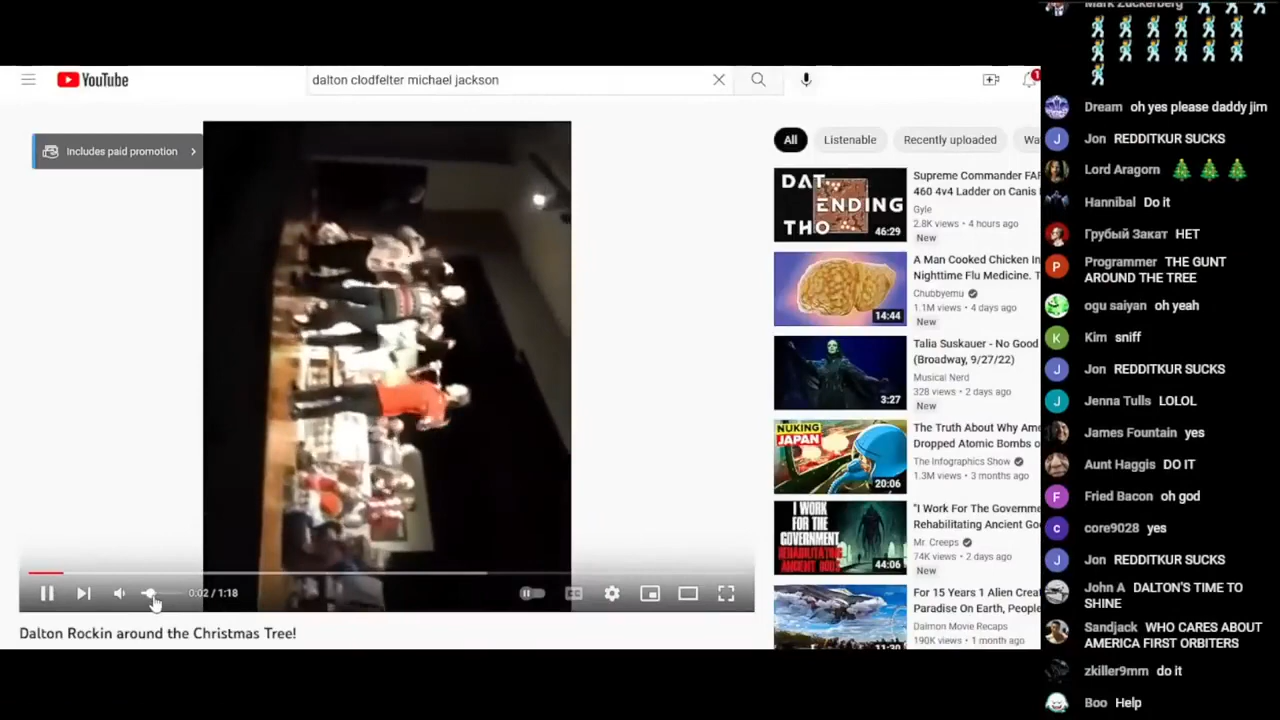 YouTube
dalton clodfelter michael jackson
1
Includes paid promotion
0:02 / 1:18
CC
Dalton Rockin around the Christmas Tree!
All
Listenable
Recently uploaded
DAT
ENDING
THO
46:29
Supreme Commander
460 4v4 Ladder on Canis
Gyle
2.8K views • 4 hours ago
New
14:44
A Man Cooked Chicken In
Nighttime Flu Medicine.
Chubbyemu
1.1M views • 4 days ago
New
3:27
Talia Suskauer - No Good
(Broadway, 9/27/22)
Musical Nerd
328 views • 2 days ago
New
NUKING
JAPAN
20:06
The Truth About Why
Dropped Atomic Bombs
The Infographics Show
1.3M views • 3 months ago
I WORK
FOR THE
GOVERNMENT
REHABILITATING
ANCIENT GODS
44:06
"I Work For The
Rehabilitating Ancient
Mr. Creeps
74K views • 2 days ago
New
11:30
For 15 Years 1 Alien
Paradise On Earth,
Daimon Movie Recaps
190K views • 1 month ago
Mark Zuckerberg
Dream oh yes please daddy jim
J Jon REDDITKUR SUCKS
Lord Aragorn
Hannibal Do it
Грубый Закат НЕТ
P Programmer THE GUNT
AROUND THE TREE
ogu saiyan oh yeah
K Kim sniff
J Jon REDDITKUR SUCKS
J Jenna Tulls LOLOL
James Fountain yes
Aunt Haggis DO IT
F Fried Bacon oh god
c core9028 yes
J Jon REDDITKUR SUCKS
John A DALTON'S TIME TO
SHINE
Sandjack WHO CARES ABOUT
AMERICA FIRST ORBITERS
zkiller9mm do it
Boo Help